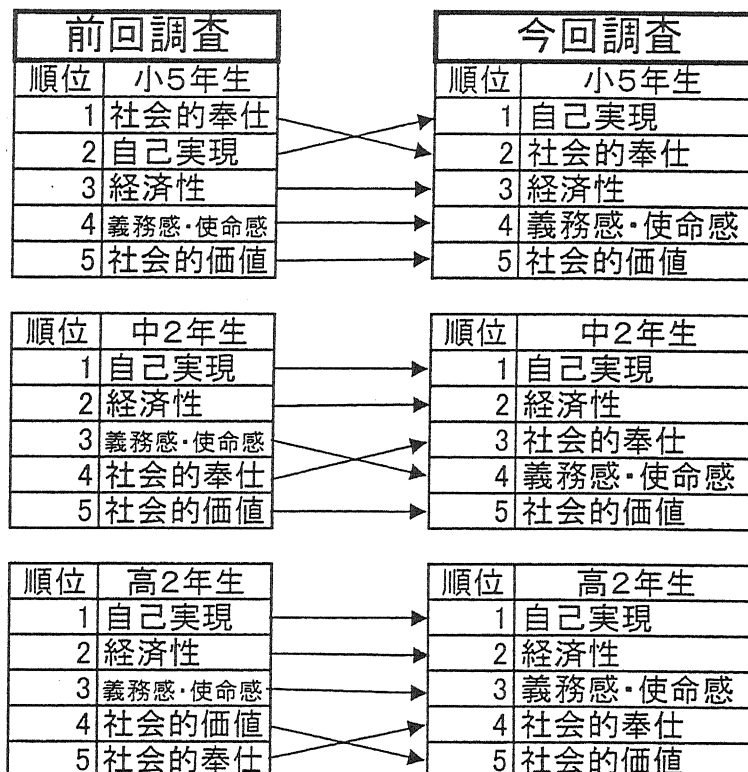 前回調査 今回調査
順位 小5年生 順位 小5年生
1 社会的奉仕 1 自己実現
2 自己実現 2 社会的奉仕
3 経済性 3 経済性
4 義務感・使命感 4 義務感・使命感
5 社会的価値 5 社会的価値
順位 中2年生 順位 中2年生
1 自己実現 1 自己実現
2 経済性 2 経済性
3 義務感・使命感 3 社会的奉仕
4 社会的奉仕 4 義務感・使命感
5 社会的価値 5 社会的価値
順位 高2年生 順位 高2年生
1 自己実現 1 自己実現
2 経済性 2 経済性
3 義務感・使命感 3 義務感・使命感
4 社会的価値 4 社会的奉仕
5 社会的奉仕 5 社会的価値